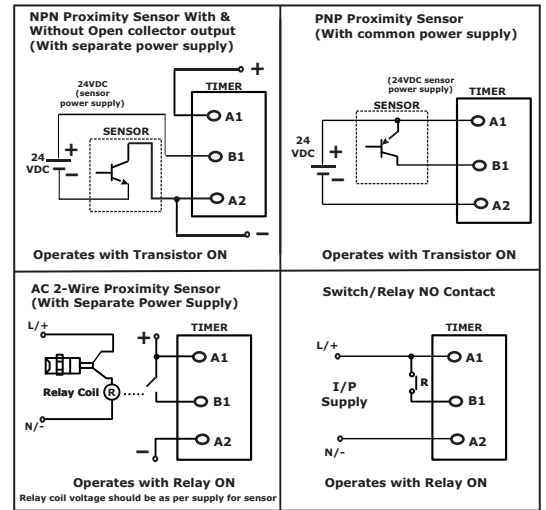 NPN Proximity Sensor With &
Without Open collector output
(With separate power supply)
24VDC
(sensor
power supply)
TIMER
+
A1
SENSOR
24
VDC
+
−
B1
A2
−
Operates with Transistor ON
PNP Proximity Sensor
(With common power supply)
(24VDC sensor
power supply)
TIMER
SENSOR
A1
24
VDC
+
−
B1
A2
Operates with Transistor ON
AC 2-Wire Proximity Sensor
(With Separate Power Supply)
L/+
TIMER
+
A1
Relay Coil
R
B1
N/-
−
A2
Operates with Relay ON
Relay coil voltage should be as per supply for sensor
Switch/Relay NO Contact
TIMER
L/+
A1
I/P
Supply
R
B1
N/-
A2
Operates with Relay ON